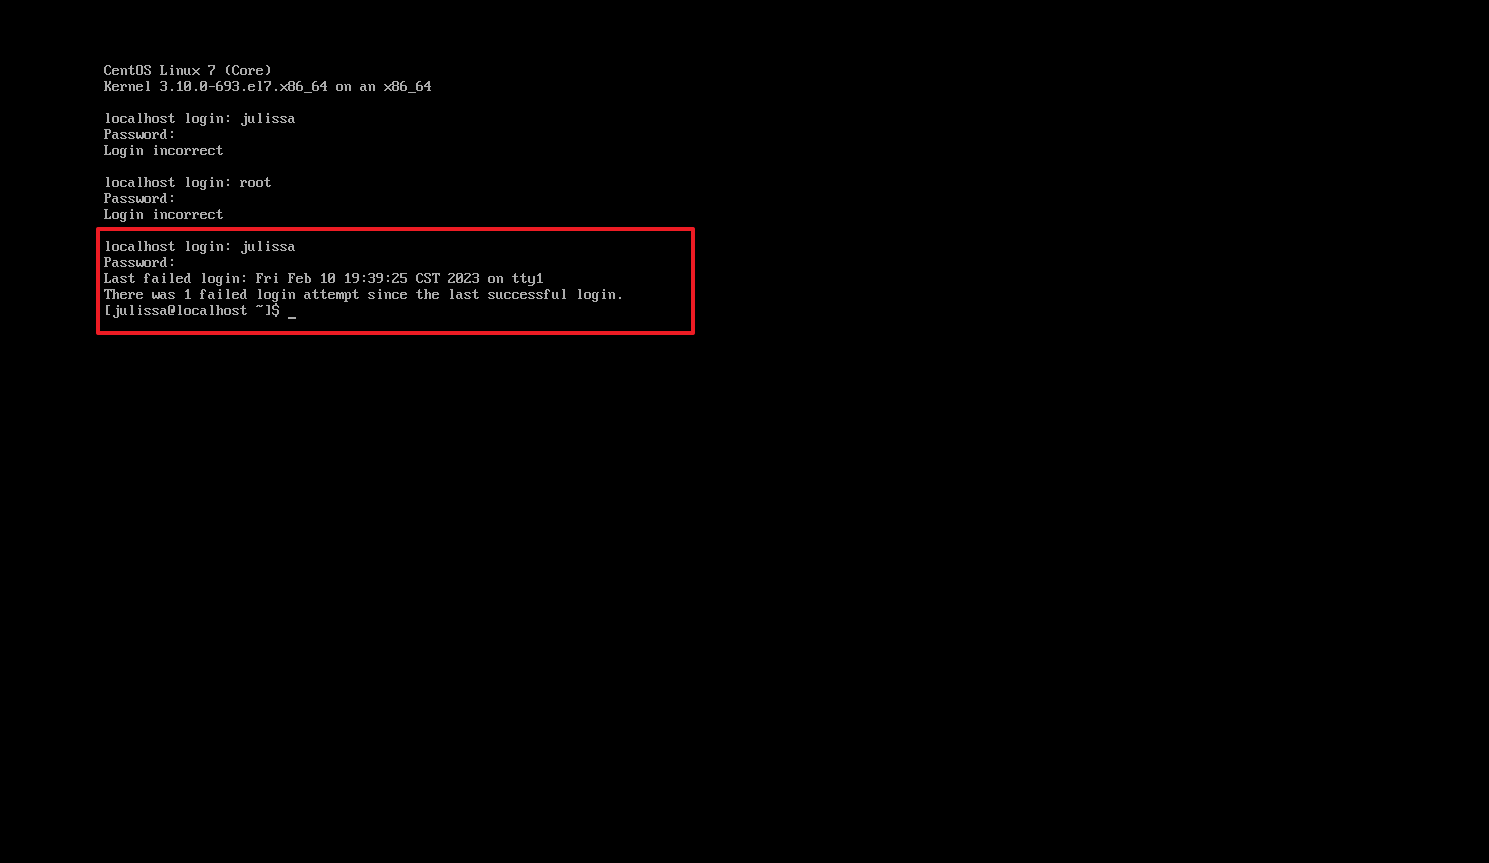 CentOS Linux 7 (Core)
Kernel 3.10.0-693.el7.x86_64 on an x86_64
localhost login: julissa
Password:
Login incorrect
localhost login: root
Password:
Login incorrect
localhost login: julissa
Password:
Last failed login: Fri Feb 10 19:39:25 CST 2023 on tty1
There was 1 failed login attempt since the last successful login.
[julissa@localhost ~]$ _